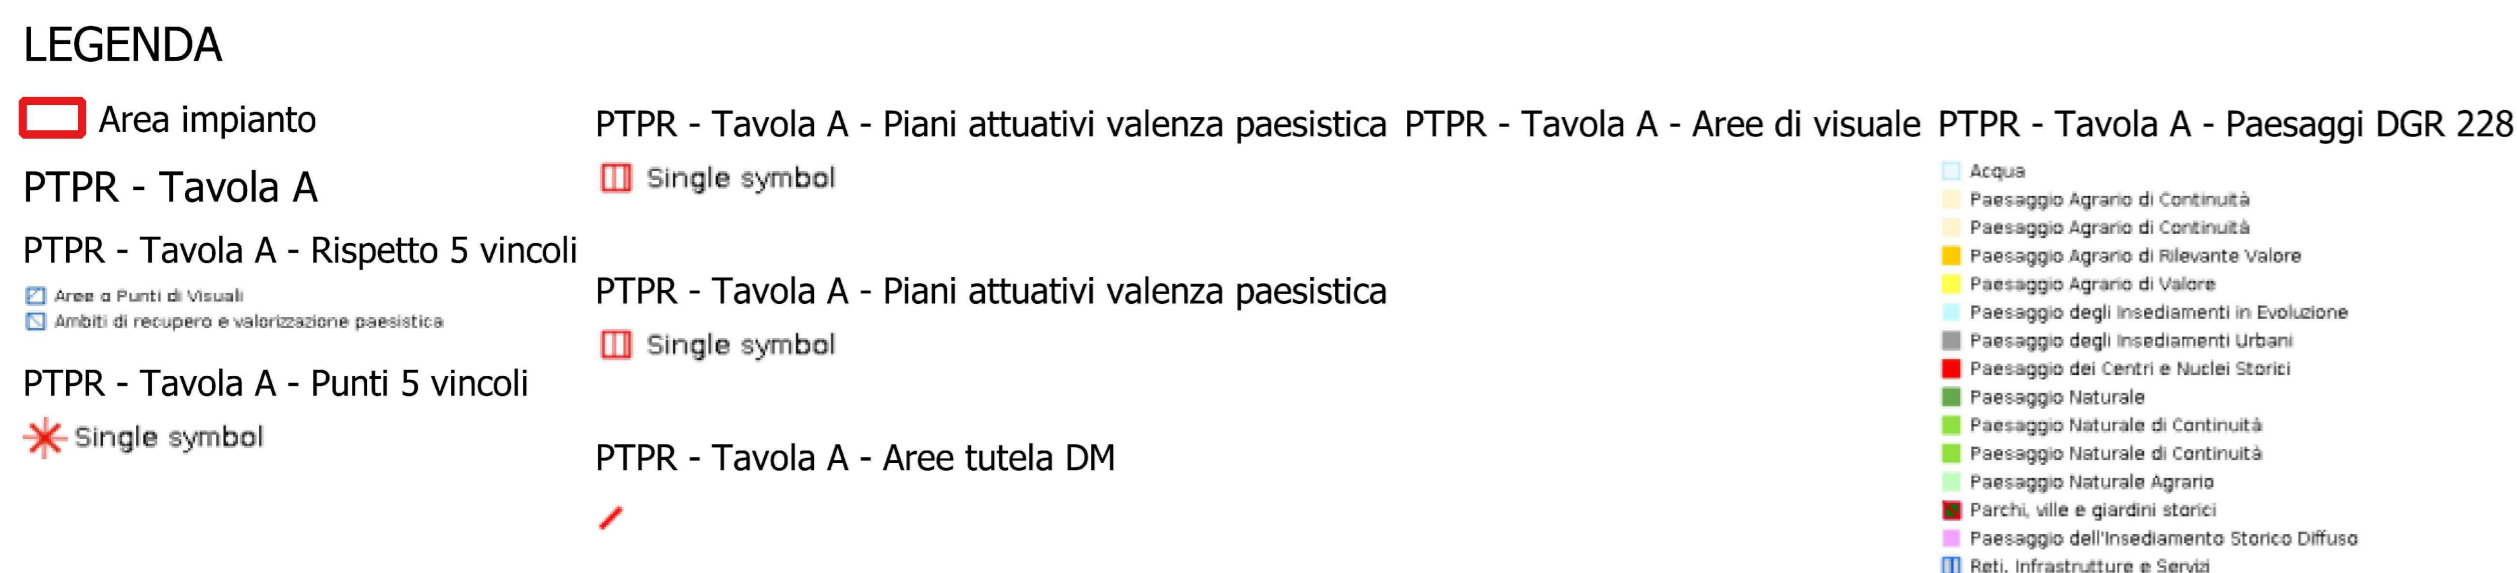 LEGENDA
Area impianto
PTPR - Tavola A
PTPR - Tavola A - Rispetto 5 vincoli
Aree o Punti di Visuali
Ambiti di recupero e valorizzazione paesistica
PTPR - Tavola A - Punti 5 vincoli
Single symbol
PTPR - Tavola A - Piani attuativi valenza paesistica
Single symbol
PTPR - Tavola A - Piani attuativi valenza paesistica
Single symbol
PTPR - Tavola A - Aree tutela DM
PTPR - Tavola A - Aree di visuale
PTPR - Tavola A - Paesaggi DGR 228
Acqua
Paesaggio Agrario di Continuità
Paesaggio Agrario di Continuità
Paesaggio Agrario di Rilevante Valore
Paesaggio Agrario di Valore
Paesaggio degli Insediamenti in Evoluzione
Paesaggio degli Insediamenti Urbani
Paesaggio dei Centri e Nuclei Storici
Paesaggio Naturale
Paesaggio Naturale di Continuità
Paesaggio Naturale di Continuità
Paesaggio Naturale Agrario
Parchi, ville e giardini storici
Paesaggio dell'Insediamento Storico Diffuso
Reti, Infrastrutture e Servizi